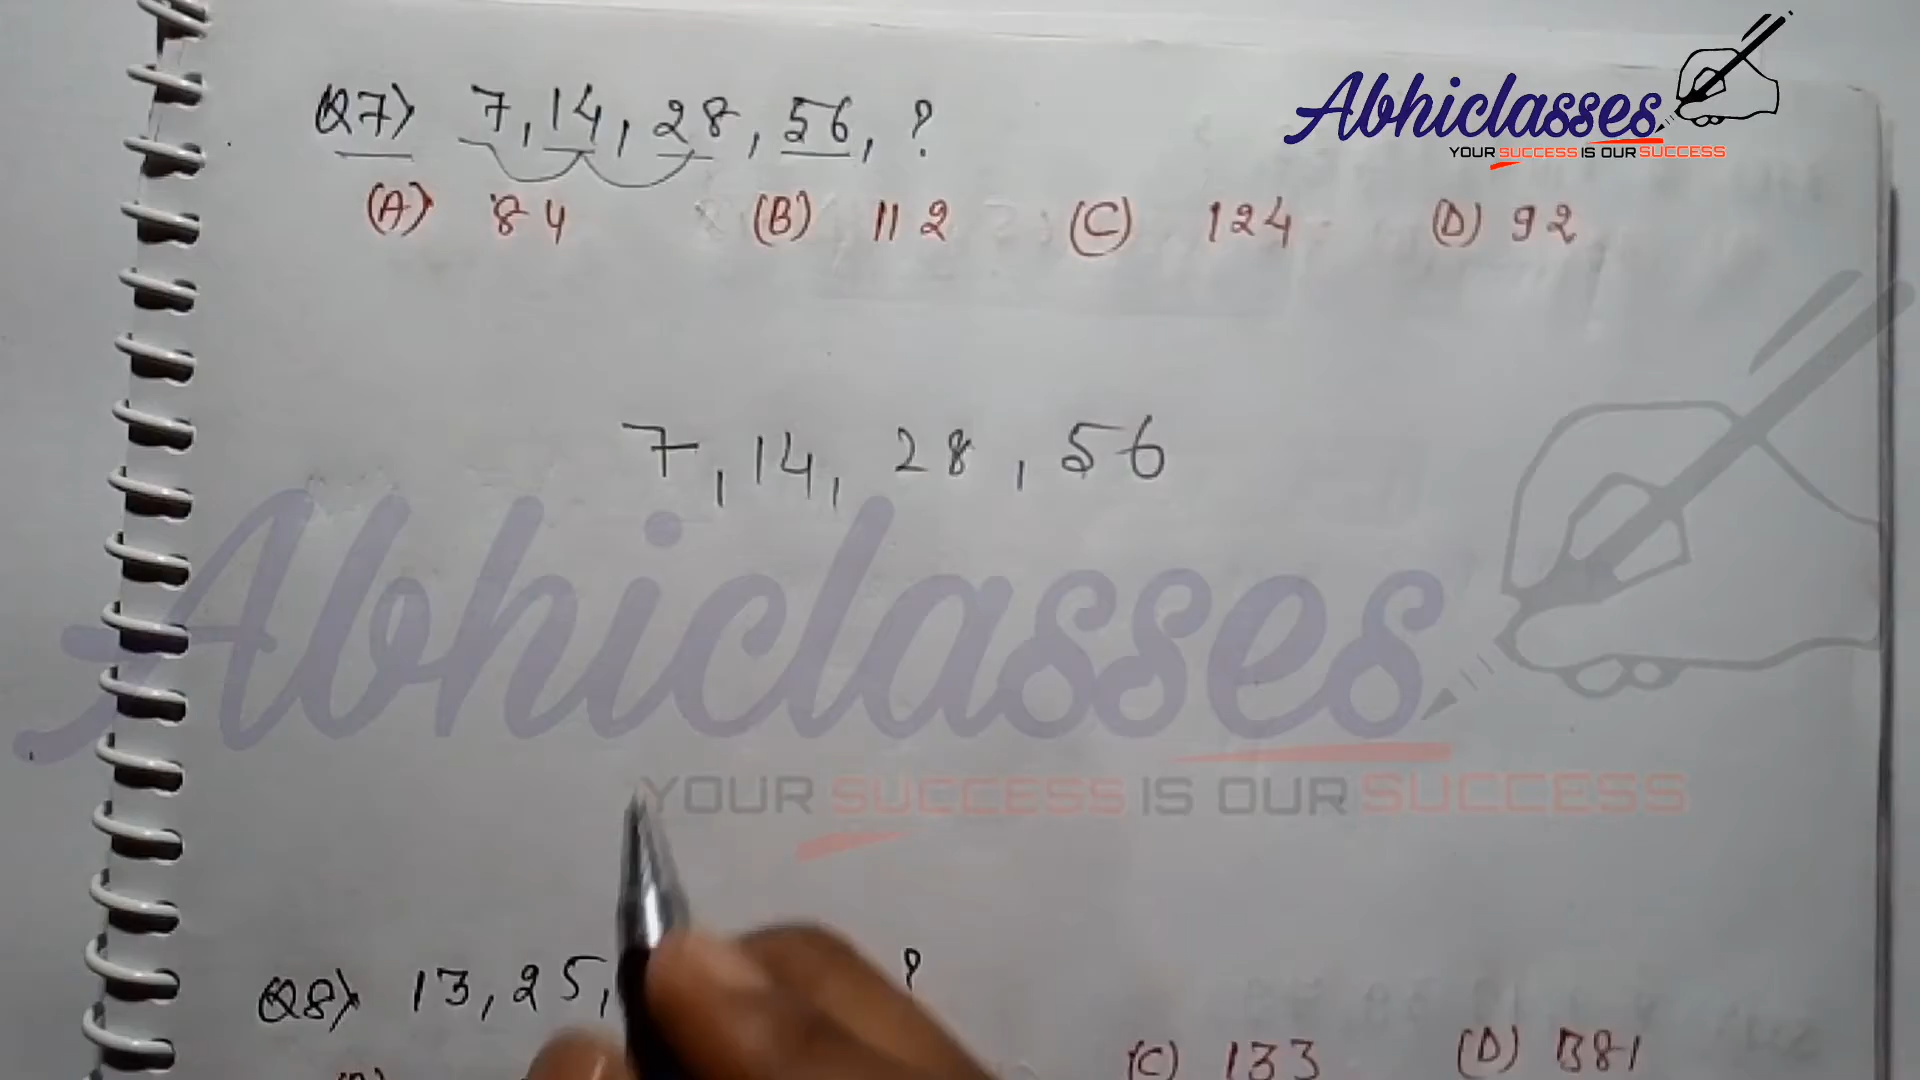 Abhiclasses
YOUR SUCCESS IS OUR SUCCESS
Q7) 7, 14, 28, 56, ?
(A) 84 (B) 112 (C) 124 (D) 92
7, 14, 28, 56
Abhiclasses
YOUR SUCCESS IS OUR SUCCESS
Q8) 13, 25, ?
(C) 133 (D)